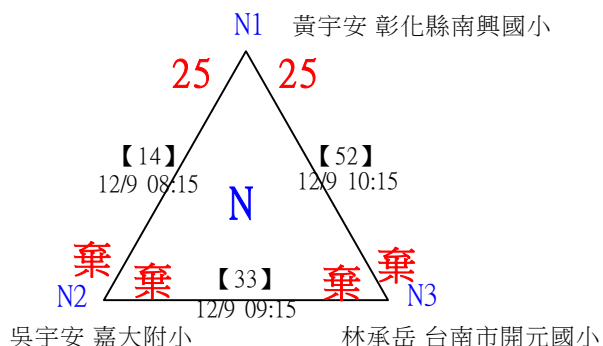 N1 黃宇安 彰化縣南興國小
25 25
【14】 【52】
12/9 08:15 12/9 10:15
N
棄 棄 【33】 棄 棄
N2 12/9 09:15 N3
吳宇安 嘉大附小 林承岳 台南市開元國小